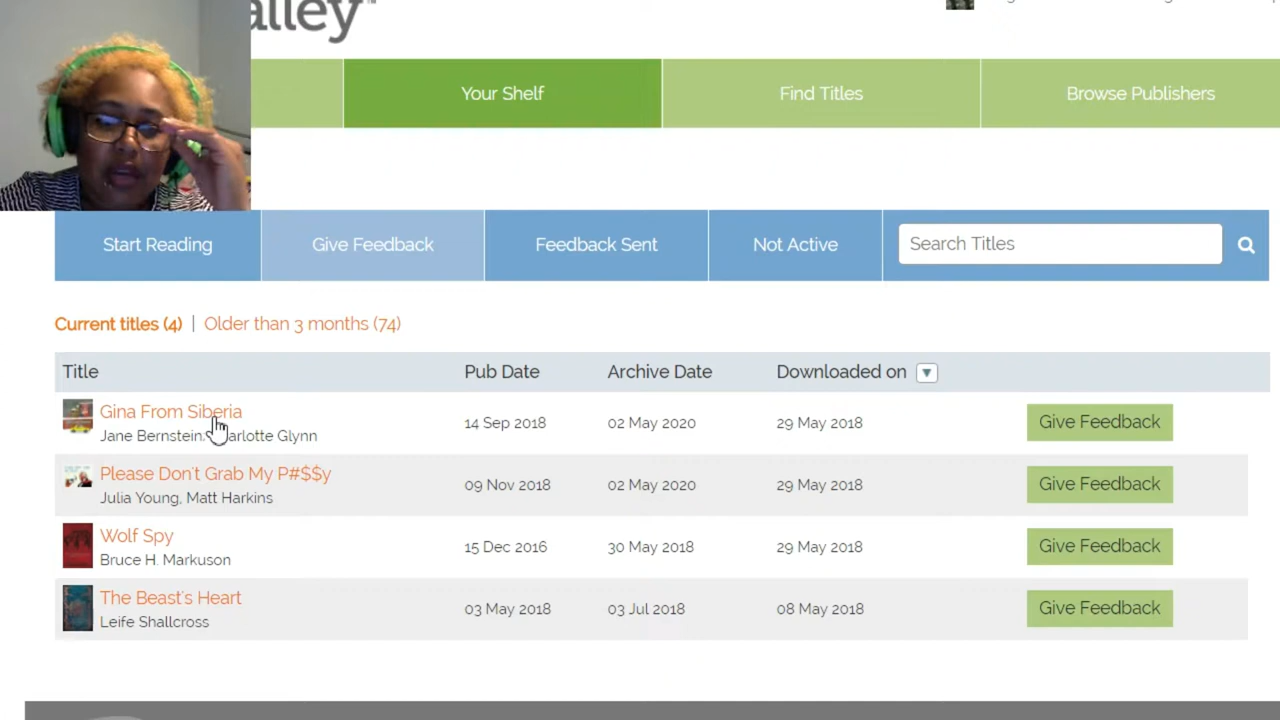 alley
Your Shelf
Find Titles
Browse Publishers
Start Reading
Give Feedback
Feedback Sent
Not Active
Search Titles
Current titles (4) | Older than 3 months (74)
Title Pub Date Archive Date Downloaded on
Gina From Siberia
Jane Bernstein, Charlotte Glynn
14 Sep 2018 02 May 2020 29 May 2018 Give Feedback
Please Don't Grab My P#$$y
Julia Young, Matt Harkins
09 Nov 2018 02 May 2020 29 May 2018 Give Feedback
Wolf Spy
Bruce H. Markuson
15 Dec 2016 30 May 2018 29 May 2018 Give Feedback
The Beast's Heart
Leife Shallcross
03 May 2018 03 Jul 2018 08 May 2018 Give Feedback